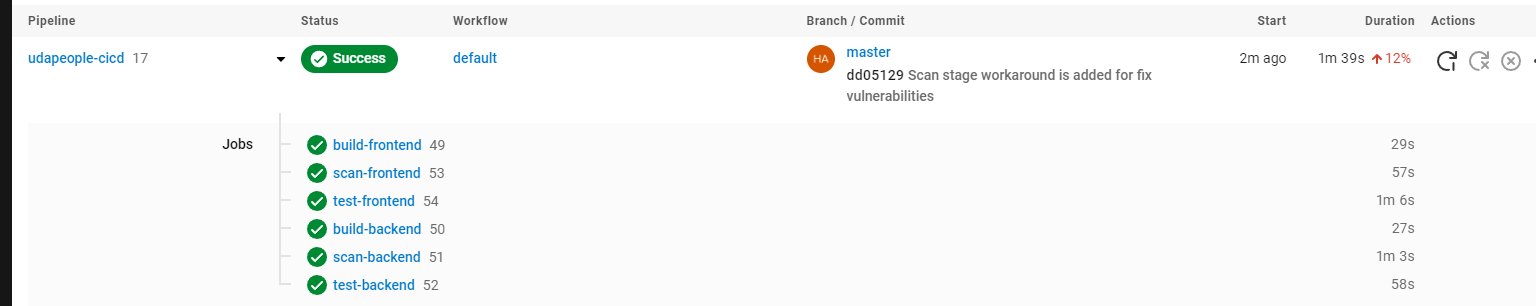 Pipeline Status Workflow Branch / Commit Start Duration Actions
udapeople-cicd 17 Success default HA master 2m ago 1m 39s 12%
dd05129 Scan stage workaround is added for fix
vulnerabilities
Jobs build-frontend 49 29s
scan-frontend 53 57s
test-frontend 54 1m 6s
build-backend 50 27s
scan-backend 51 1m 3s
test-backend 52 58s